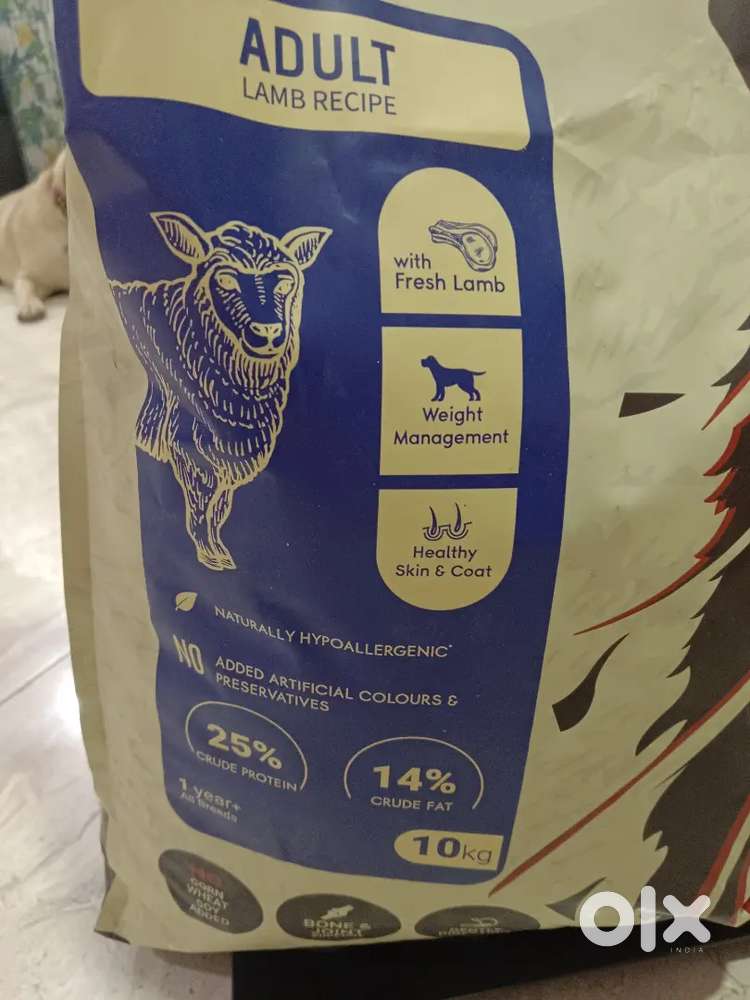 ADULT
LAMB RECIPE
with
Fresh Lamb
Weight
Management
Healthy
Skin & Coat
NATURALLY HYPOALLERGENIC*
NO ADDED ARTIFICIAL COLOURS &
PRESERVATIVES
25%
CRUDE PROTEIN
14%
CRUDE FAT
1 year+
All Breeds
10kg
NO
CORN
WHEAT
SOY
ADDED
BONE &
JOINT
olx
INDIA